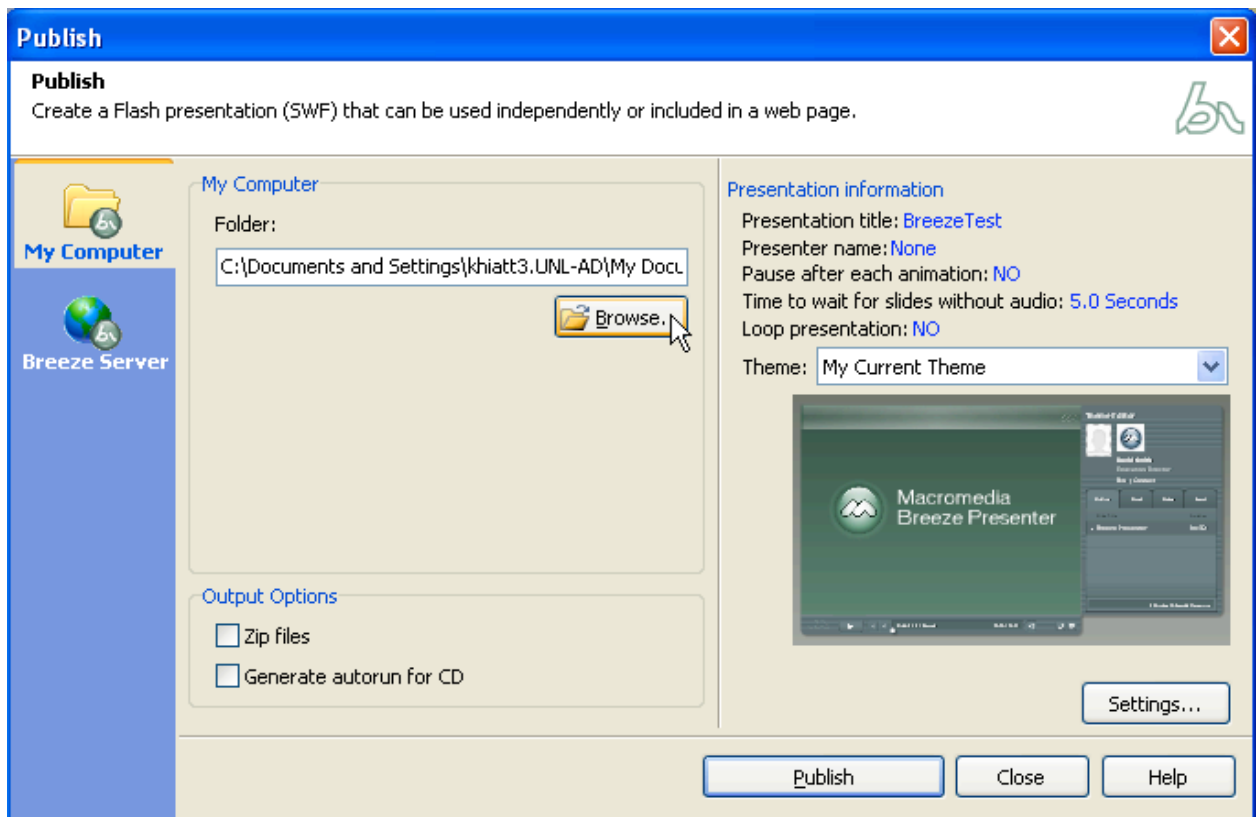 Publish
Publish
Create a Flash presentation (SWF) that can be used independently or included in a web page.
My Computer
Breeze Server
My Computer
Folder:
C:\Documents and Settings\khiatt3.UNL-AD\My Docu
Browse..
Output Options
Zip files
Generate autorun for CD
Presentation information
Presentation title: BreezeTest
Presenter name: None
Pause after each animation: NO
Time to wait for slides without audio: 5.0 Seconds
Loop presentation: NO
Theme: My Current Theme
Macromedia
Breeze Presenter
Settings...
Publish
Close
Help